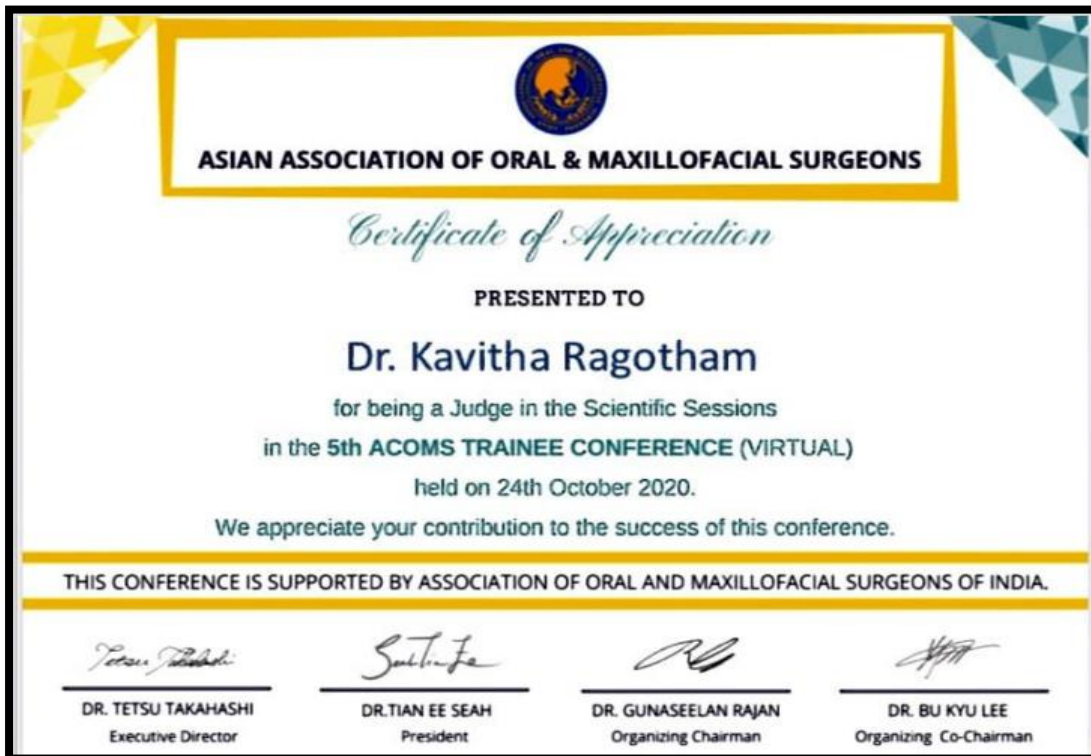 ASIAN ASSOCIATION OF ORAL & MAXILLOFACIAL SURGEONS
Certificate of Appreciation
PRESENTED TO
Dr. Kavitha Ragotham
for being a Judge in the Scientific Sessions
in the 5th ACOMS TRAINEE CONFERENCE (VIRTUAL)
held on 24th October 2020.
We appreciate your contribution to the success of this conference.
THIS CONFERENCE IS SUPPORTED BY ASSOCIATION OF ORAL AND MAXILLOFACIAL SURGEONS OF INDIA.
DR. TETSU TAKAHASHI DR.TIAN EE SEAH DR. GUNASEELAN RAJAN DR. BU KYU LEE
Executive Director President Organizing Chairman Organizing Co-Chairman